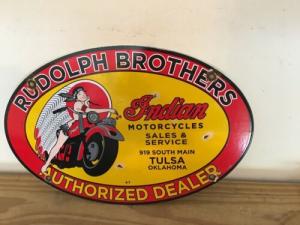 RUDOLPH BROTHERS
Indian
MOTORCYCLES
SALES &
SERVICE
919 SOUTH MAIN
TULSA
OKLAHOMA
AUTHORIZED DEALER